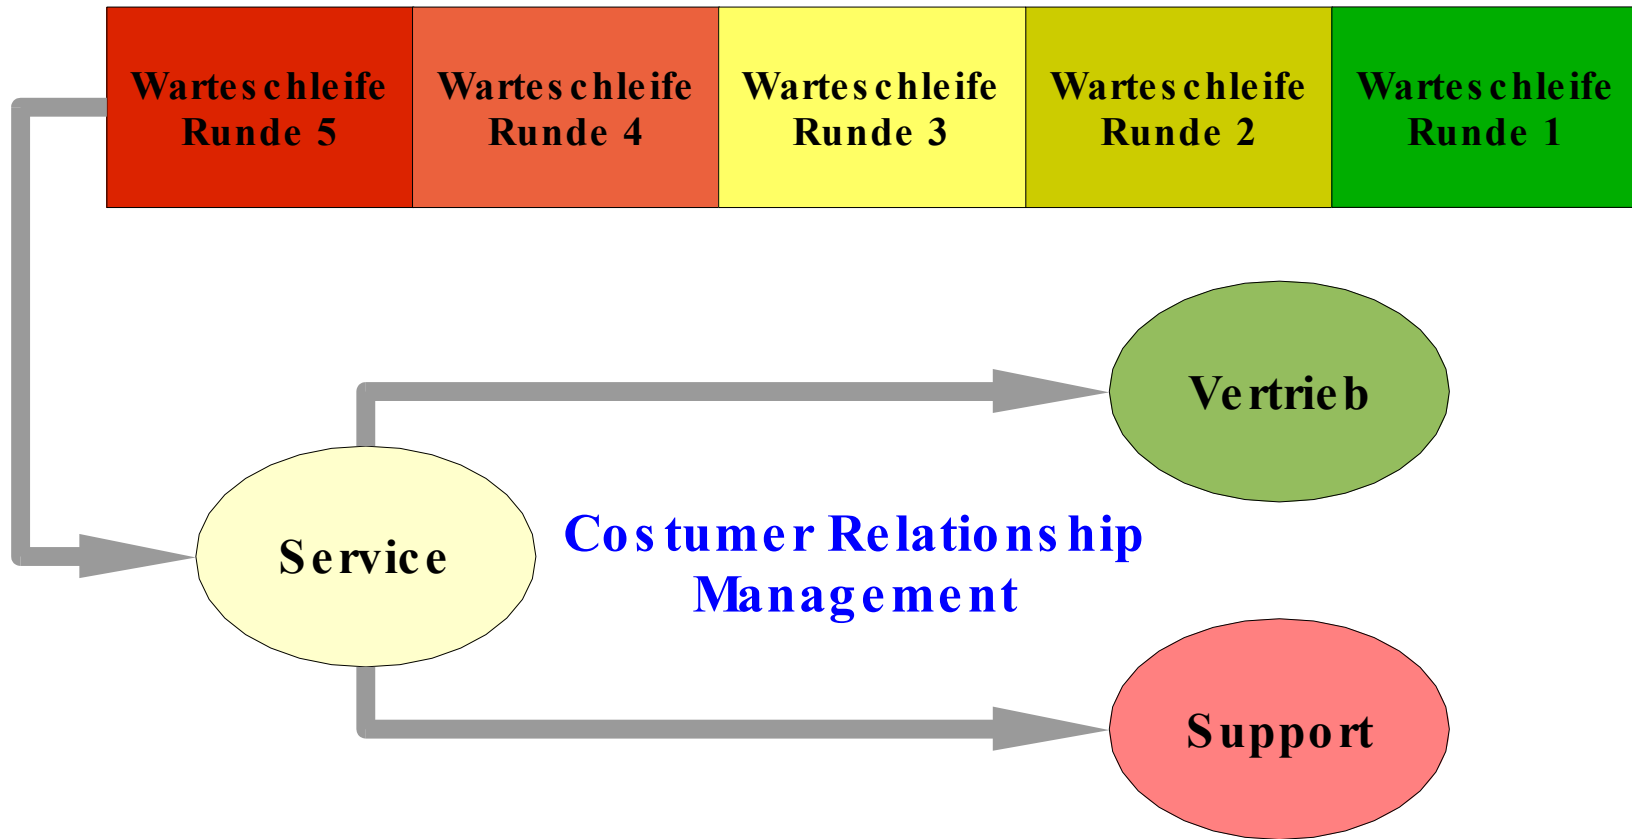 Warteschleife
Runde 5
Warteschleife
Runde 4
Warteschleife
Runde 3
Warteschleife
Runde 2
Warteschleife
Runde 1
Vertrieb
Service
Costumer Relationship
Management
Support